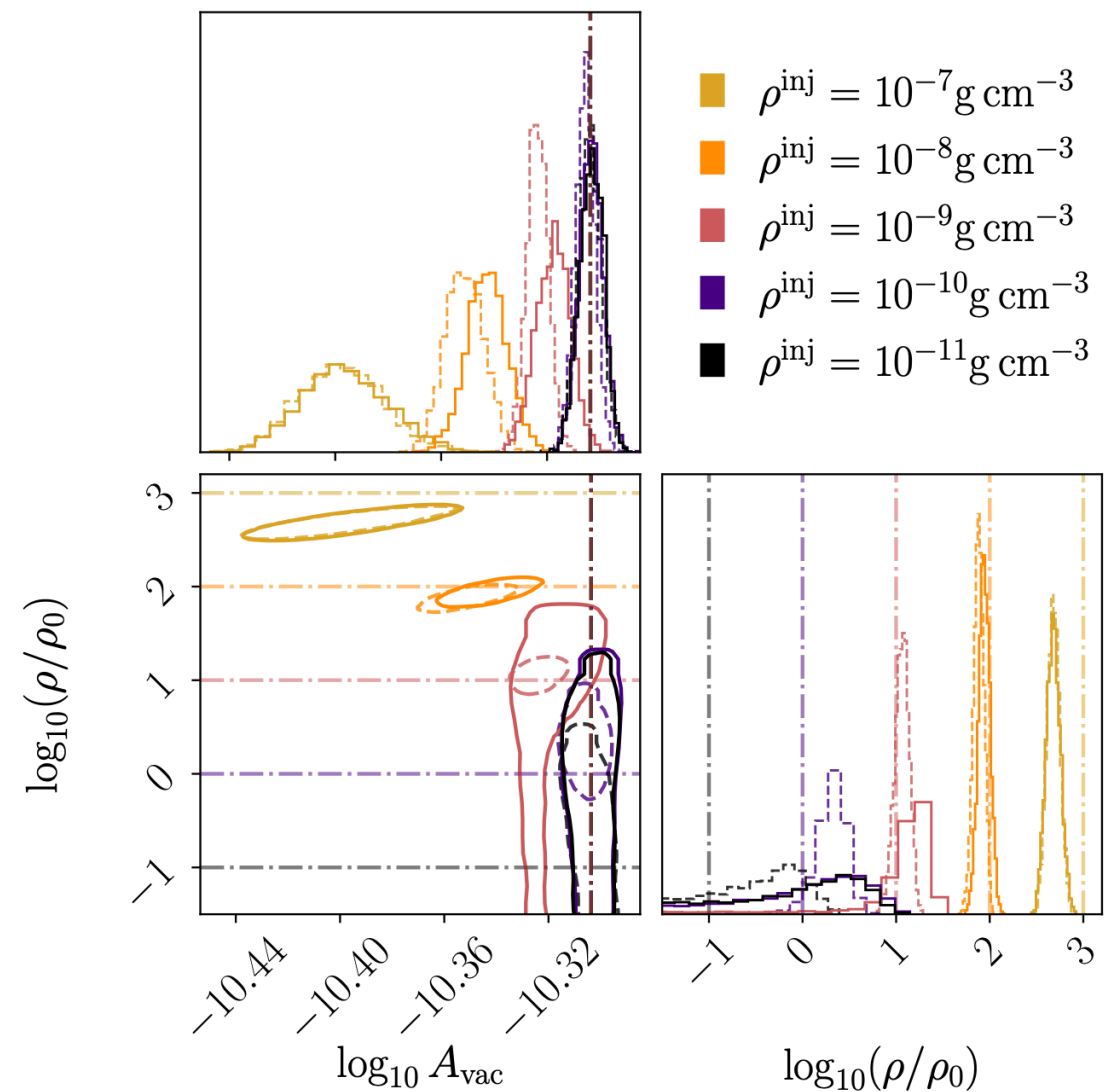 ρ^inj = 10^−7 g cm^−3
ρ^inj = 10^−8 g cm^−3
ρ^inj = 10^−9 g cm^−3
ρ^inj = 10^−10 g cm^−3
ρ^inj = 10^−11 g cm^−3
log₁₀(ρ/ρ₀)
3
2
1
0
−1
−10.44
−10.40
−10.36
−10.32
log₁₀ A_vac
−1
0
1
2
3
log₁₀(ρ/ρ₀)